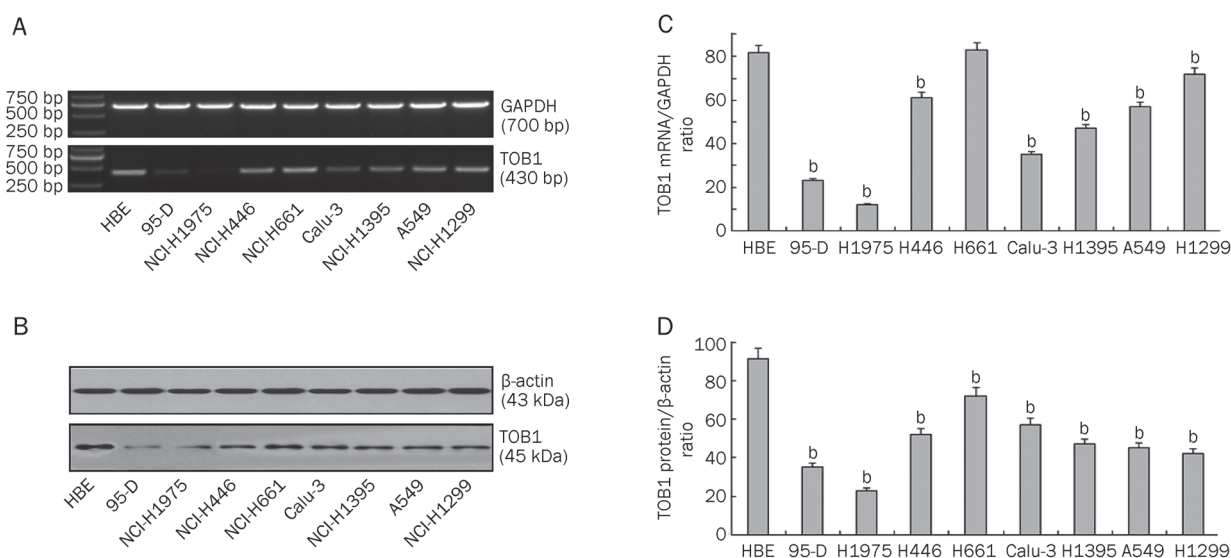 A
750 bp
500 bp
250 bp
GAPDH
(700 bp)
750 bp
500 bp
250 bp
TOB1
(430 bp)
HBE
95-D
NCI-H1975
NCI-H446
NCI-H661
Calu-3
NCI-H1395
A549
NCI-H1299
B
β-actin
(43 kDa)
TOB1
(45 kDa)
HBE
95-D
NCI-H1975
NCI-H446
NCI-H661
Calu-3
NCI-H1395
A549
NCI-H1299
C
TOB1 mRNA/GAPDH
ratio
80
60
40
20
0
b
b
b
b
b
b
b
HBE 95-D H1975 H446 H661 Calu-3 H1395 A549 H1299
D
TOB1 protein/β-actin
ratio
100
80
60
40
20
0
b
b
b
b
b
b
b
b
HBE 95-D H1975 H446 H661 Calu-3 H1395 A549 H1299